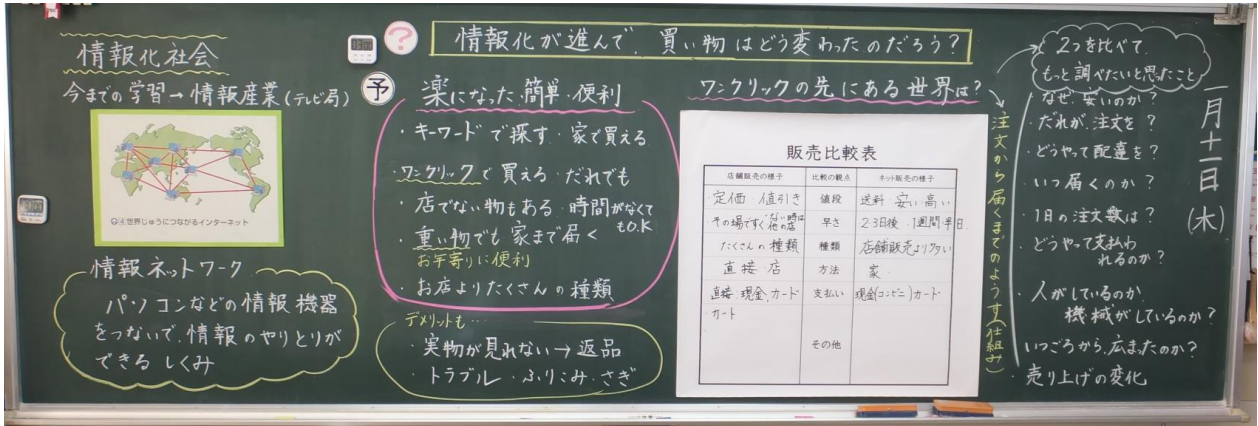 情報化社会
今までの学習→情報産業(テレビ局)
④世界じゅうにつながるインターネット
情報ネットワーク
パソコンなどの情報機器
をつないで、情報のやりとりが
できるしくみ
?
情報化が進んで、買い物はどう変わったのだろう?
予
楽になった・簡単・便利
・キーワードで探す・家で買える
・ワンクリックで買える・だれでも
・店でない物もある・時間がなくて
もO.K
・重い物でも家まで届く
お年寄りに便利
・お店よりたくさんの種類
デメリットも…
・実物が見れない→返品
・トラブル・ふりこみ・さぎ
ワンクリックの先にある世界は?
販売比較表
店舗販売の様子 比較の観点 ネット販売の様子
定価 値引き 値段 送料 安い 高い
その場ですぐ ない時は他の店 早さ 2~3日後 1週間 半日
たくさんの種類 種類 店舗販売より多い
直接 店 方法 家
直接 現金、カード 支払い 現金(コンビニ)カード
カート
その他
注文から届くまでのようす(仕組み)
2つを比べて、
もっと調べたいと思ったこと
・なぜ安いのか?
・だれが、注文を?
・どうやって配達を?
・いつ届くのか?
・1日の注文数は?
・どうやって支払わ
れるのか?
・人がしているのか、
機械がしているのか?
・いつごろから、広まったのか?
・売り上げの変化
一月十一日(木)